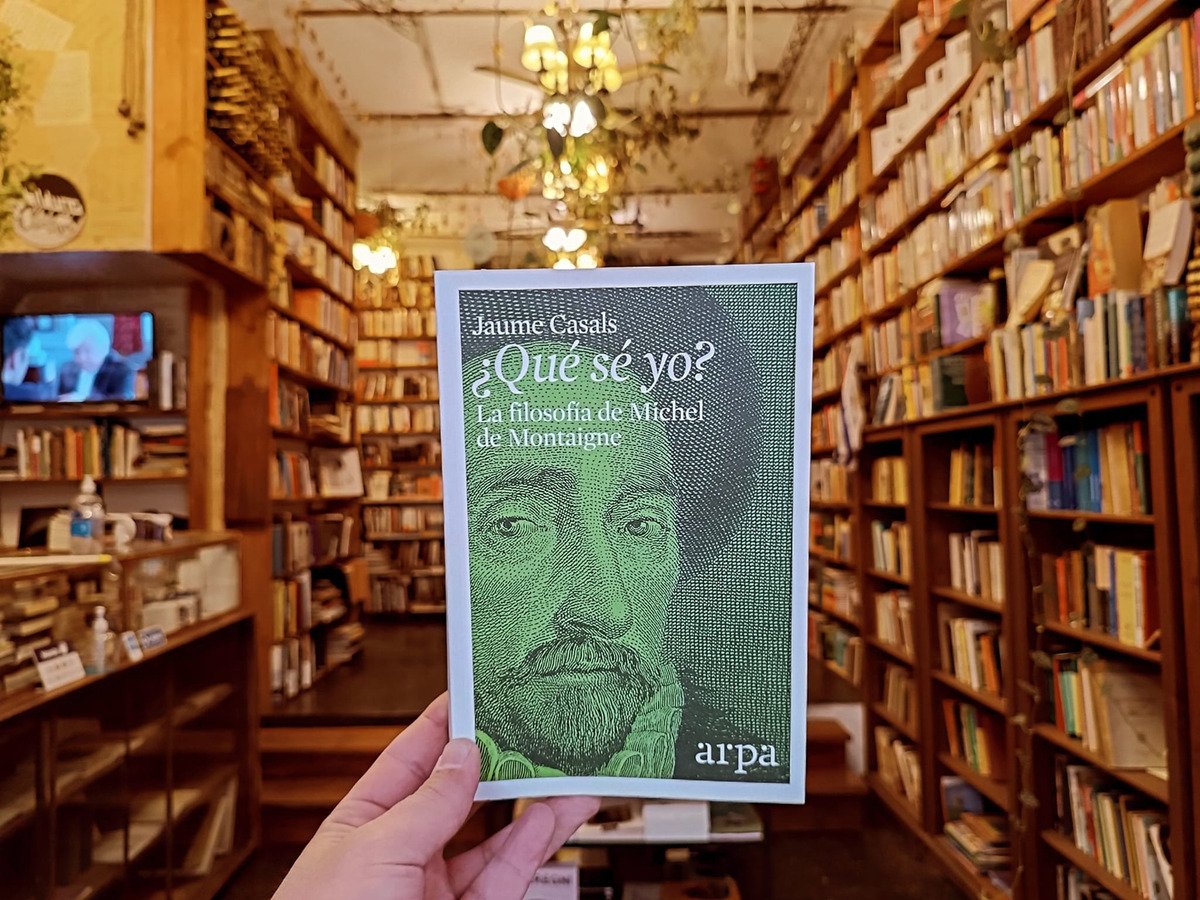 Jaume Casals
¿Qué sé yo?
La filosofía de Michel
de Montaigne
arpa